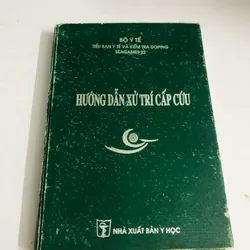 BỘ Y TẾ
TIỂU BAN Y TẾ VÀ KIỂM TRA DOPING
SEAGAMES 22
HƯỚNG DẪN XỬ TRÍ CẤP CỨU
NHÀ XUẤT BẢN Y HỌC